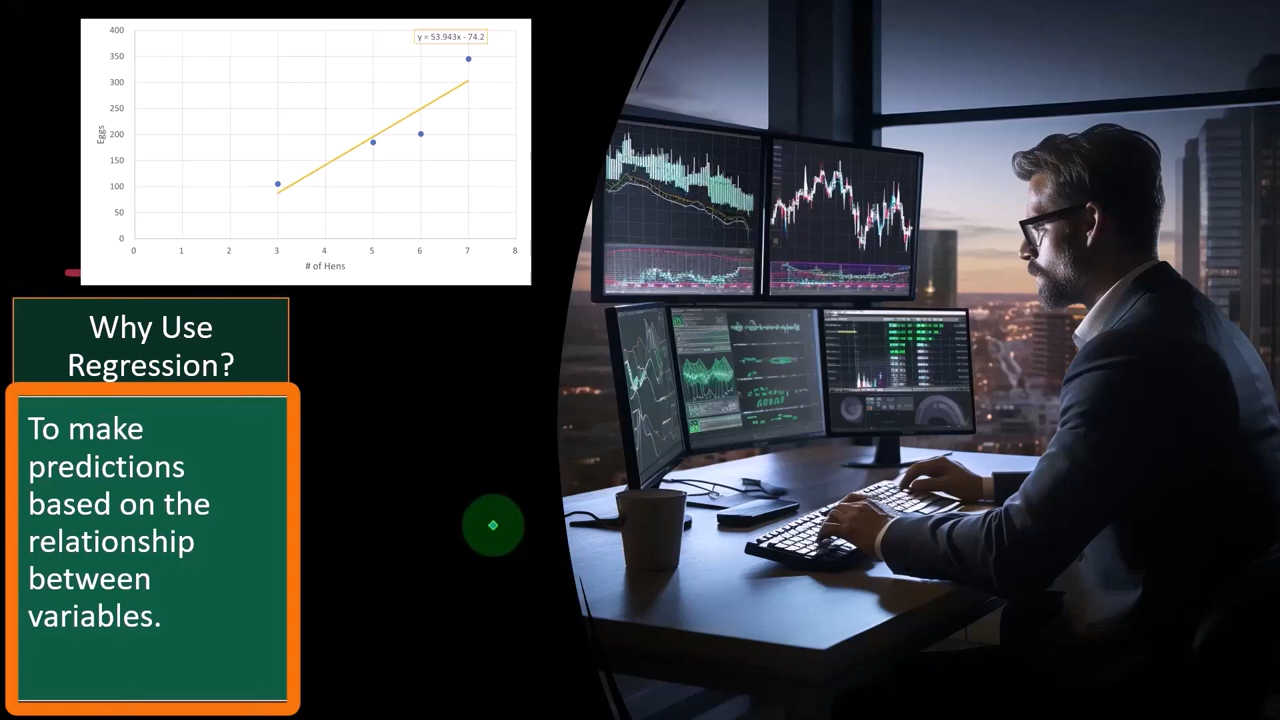 y = 53.943x - 74.2
400
350
300
250
200
150
100
50
0
Eggs
0 1 2 3 4 5 6 7 8
# of Hens
Why Use
Regression?
To make
predictions
based on the
relationship
between
variables.